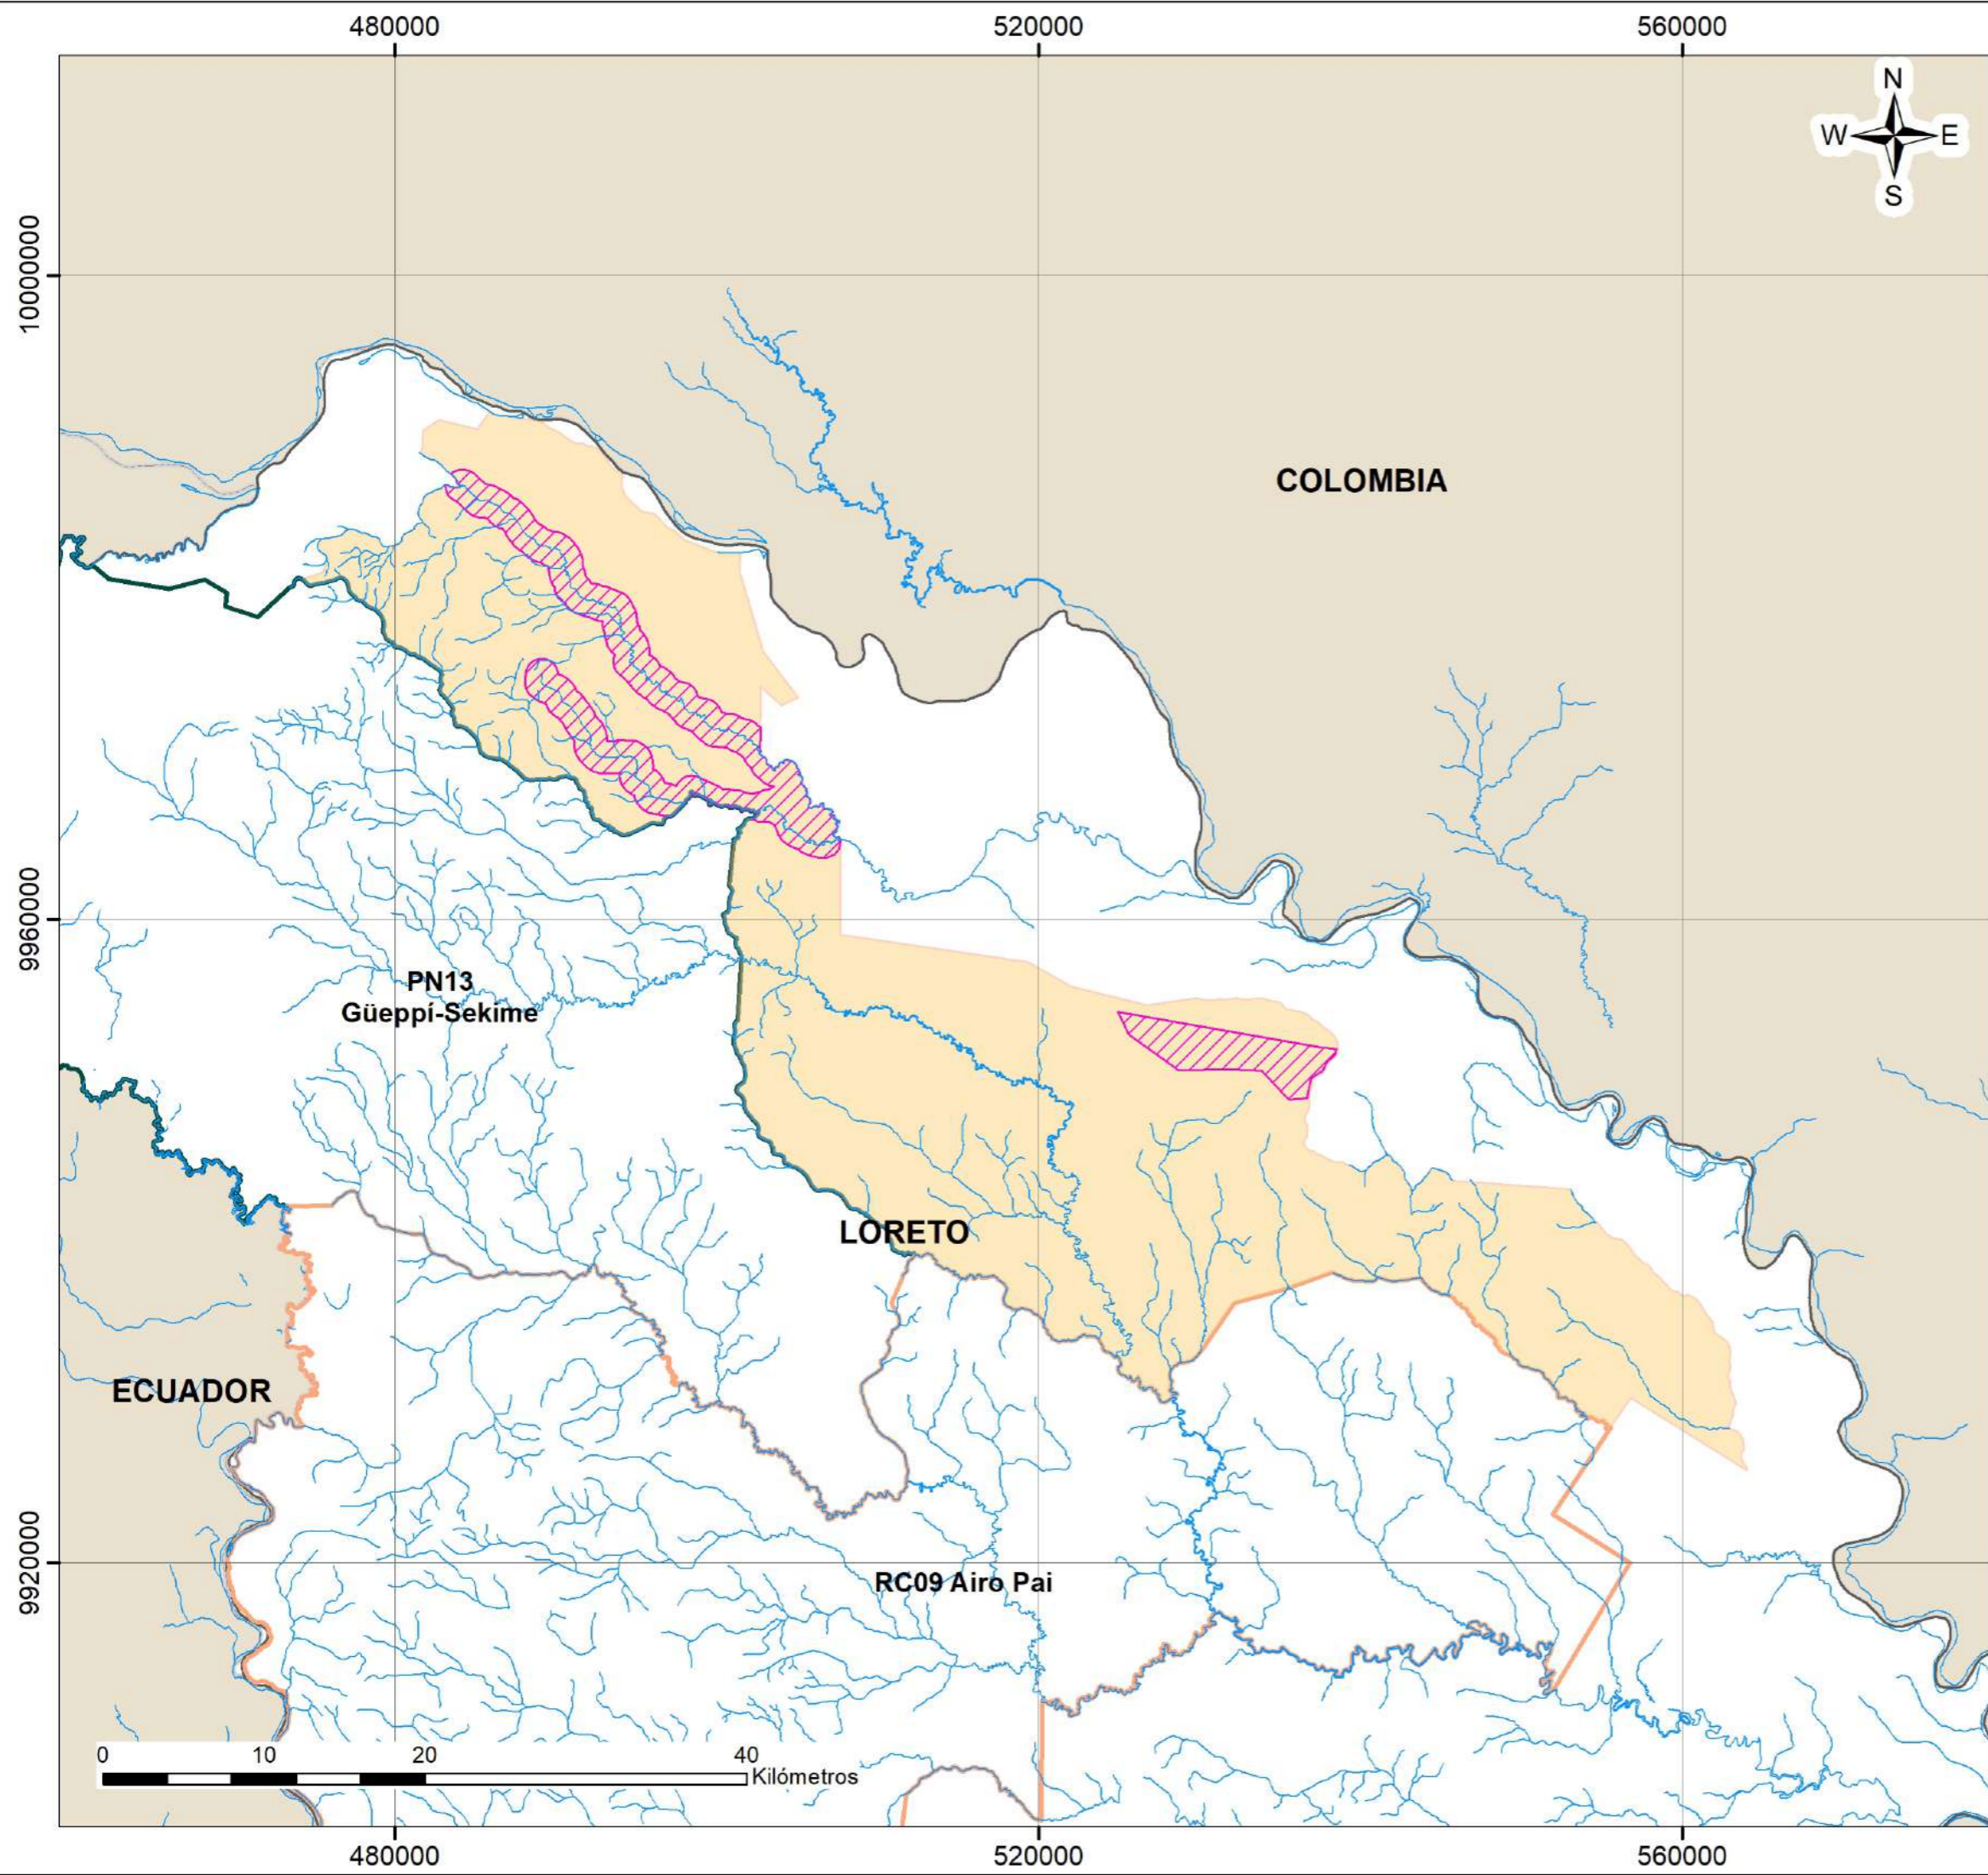 480000
520000
560000
N
W
E
S
10000000
COLOMBIA
9960000
PN13
Güeppí-Sekime
LORETO
ECUADOR
9920000
RC09 Airo Pai
0
10
20
40
Kilómetros
480000
520000
560000